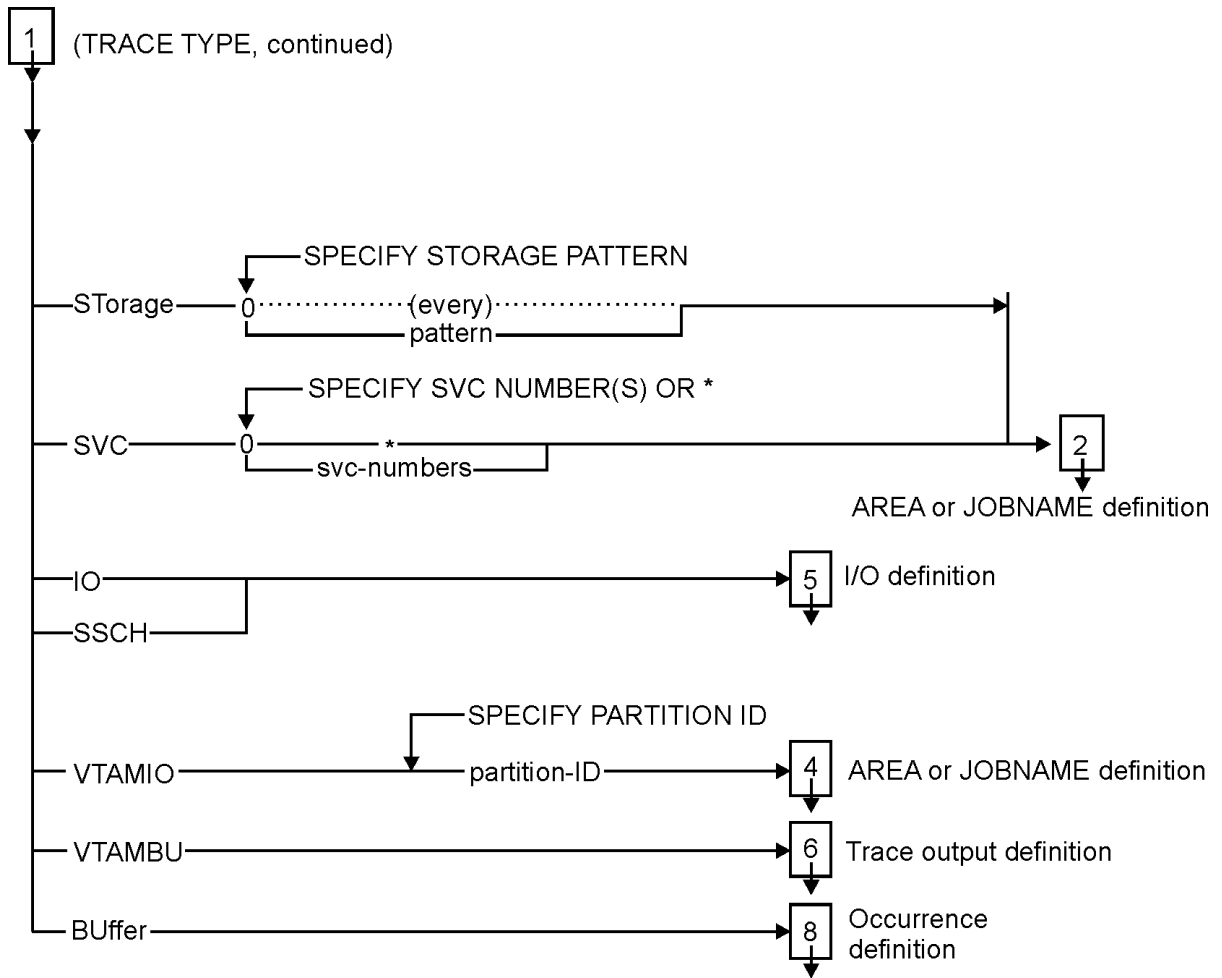 1 (TRACE TYPE, continued)
SPECIFY STORAGE PATTERN
STorage 0 (every)
pattern
SPECIFY SVC NUMBER(S) OR *
SVC 0 *
svc-numbers
2
AREA or JOBNAME definition
IO 5 I/O definition
SSCH
SPECIFY PARTITION ID
VTAMIO partition-ID 4 AREA or JOBNAME definition
VTAMBU 6 Trace output definition
BUffer 8 Occurrence
definition